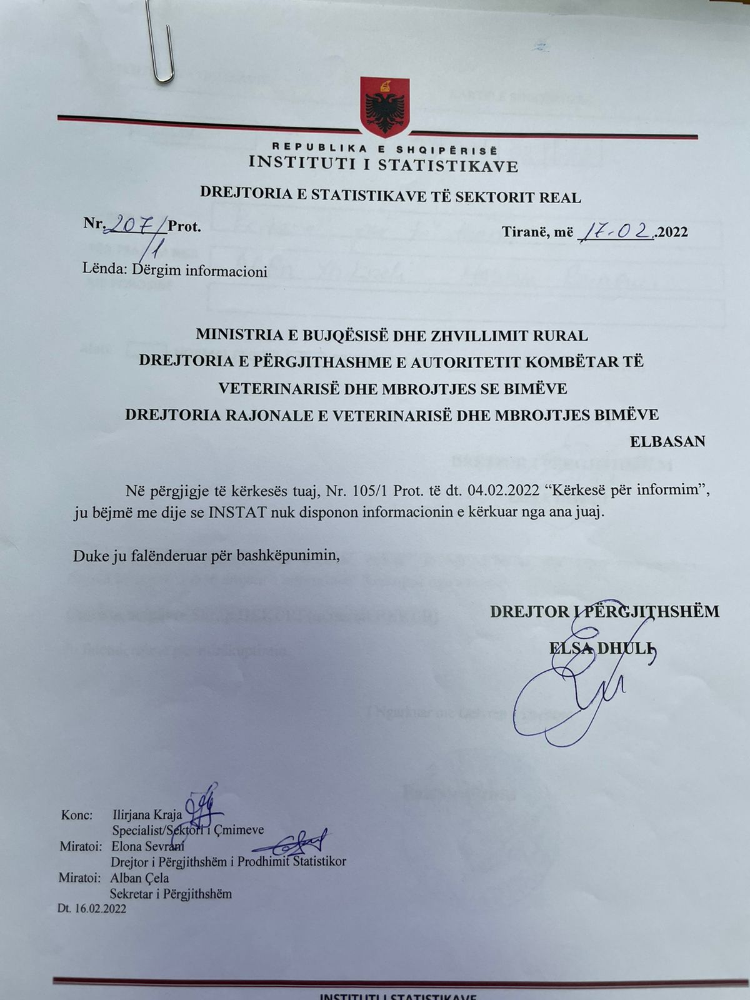 REPUBLIKA E SHQIPËRISË
INSTITUTI I STATISTIKAVE
DREJTORIA E STATISTIKAVE TË SEKTORIT REAL
Nr. 207/1 Prot. Tiranë, më 17-02.2022
Lënda: Dërgim informacioni
MINISTRIA E BUJQËSISË DHE ZHVILLIMIT RURAL
DREJTORIA E PËRGJITHASHME E AUTORITETIT KOMBËTAR TË
VETERINARISË DHE MBROJTJES SE BIMËVE
DREJTORIA RAJONALE E VETERINARISË DHE MBROJTJES BIMËVE
ELBASAN
Në përgjigje të kërkesës tuaj, Nr. 105/1 Prot. të dt. 04.02.2022 “Kërkesë për informim”,
ju bëjmë me dije se INSTAT nuk disponon informacionin e kërkuar nga ana juaj.
Duke ju falënderuar për bashkëpunimin,
DREJTOR I PËRGJITHSHËM
ELSA DHULI
Konc: Ilirjana Kraja
Specialist/Sektori i Çmimeve
Miratoi: Elona Sevrani
Drejtor i Përgjithshëm i Prodhimit Statistikor
Miratoi: Alban Çela
Sekretar i Përgjithshëm
Dt. 16.02.2022
INSTITUTI I STATISTIKAVE